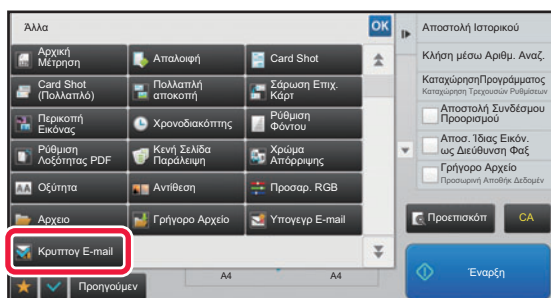 Άλλα
OK
Αρχική
Μέτρηση
Απαλοιφή
Card Shot
Card Shot
(Πολλαπλό)
Πολλαπλή
αποκοπή
Σάρωση Επιχ.
Κάρτ
Περικοπή
Εικόνας
Χρονοδιακόπτης
Ρύθμιση
Φόντου
Ρύθμιση
Λοξότητας PDF
Κενή Σελίδα
Παράλειψη
Χρώμα
Απόρριψης
Οξύτητα
Αντίθεση
Προσαρ. RGB
Αρχειο
Γρήγορο Αρχείο
Υπογεγρ E-mail
Κρυπτογ E-mail
Προηγούμεν
A4
A4
Αποστολή Ιστορικού
Κλήση μέσω Αριθμ. Αναζ.
ΚαταχώρησηΠρογράμματος
Καταχώρηση Τρεχουσών Ρυθμίσεων
Αποστολή Συνδέσμου
Προορισμού
Αποσ. Ίδιας Εικόν.
ως Διεύθυνση Φαξ
Γρήγορο Αρχείο
Προσωρινή Αποθήκ Δεδομέν
Προεπισκόπ
CA
Έναρξη